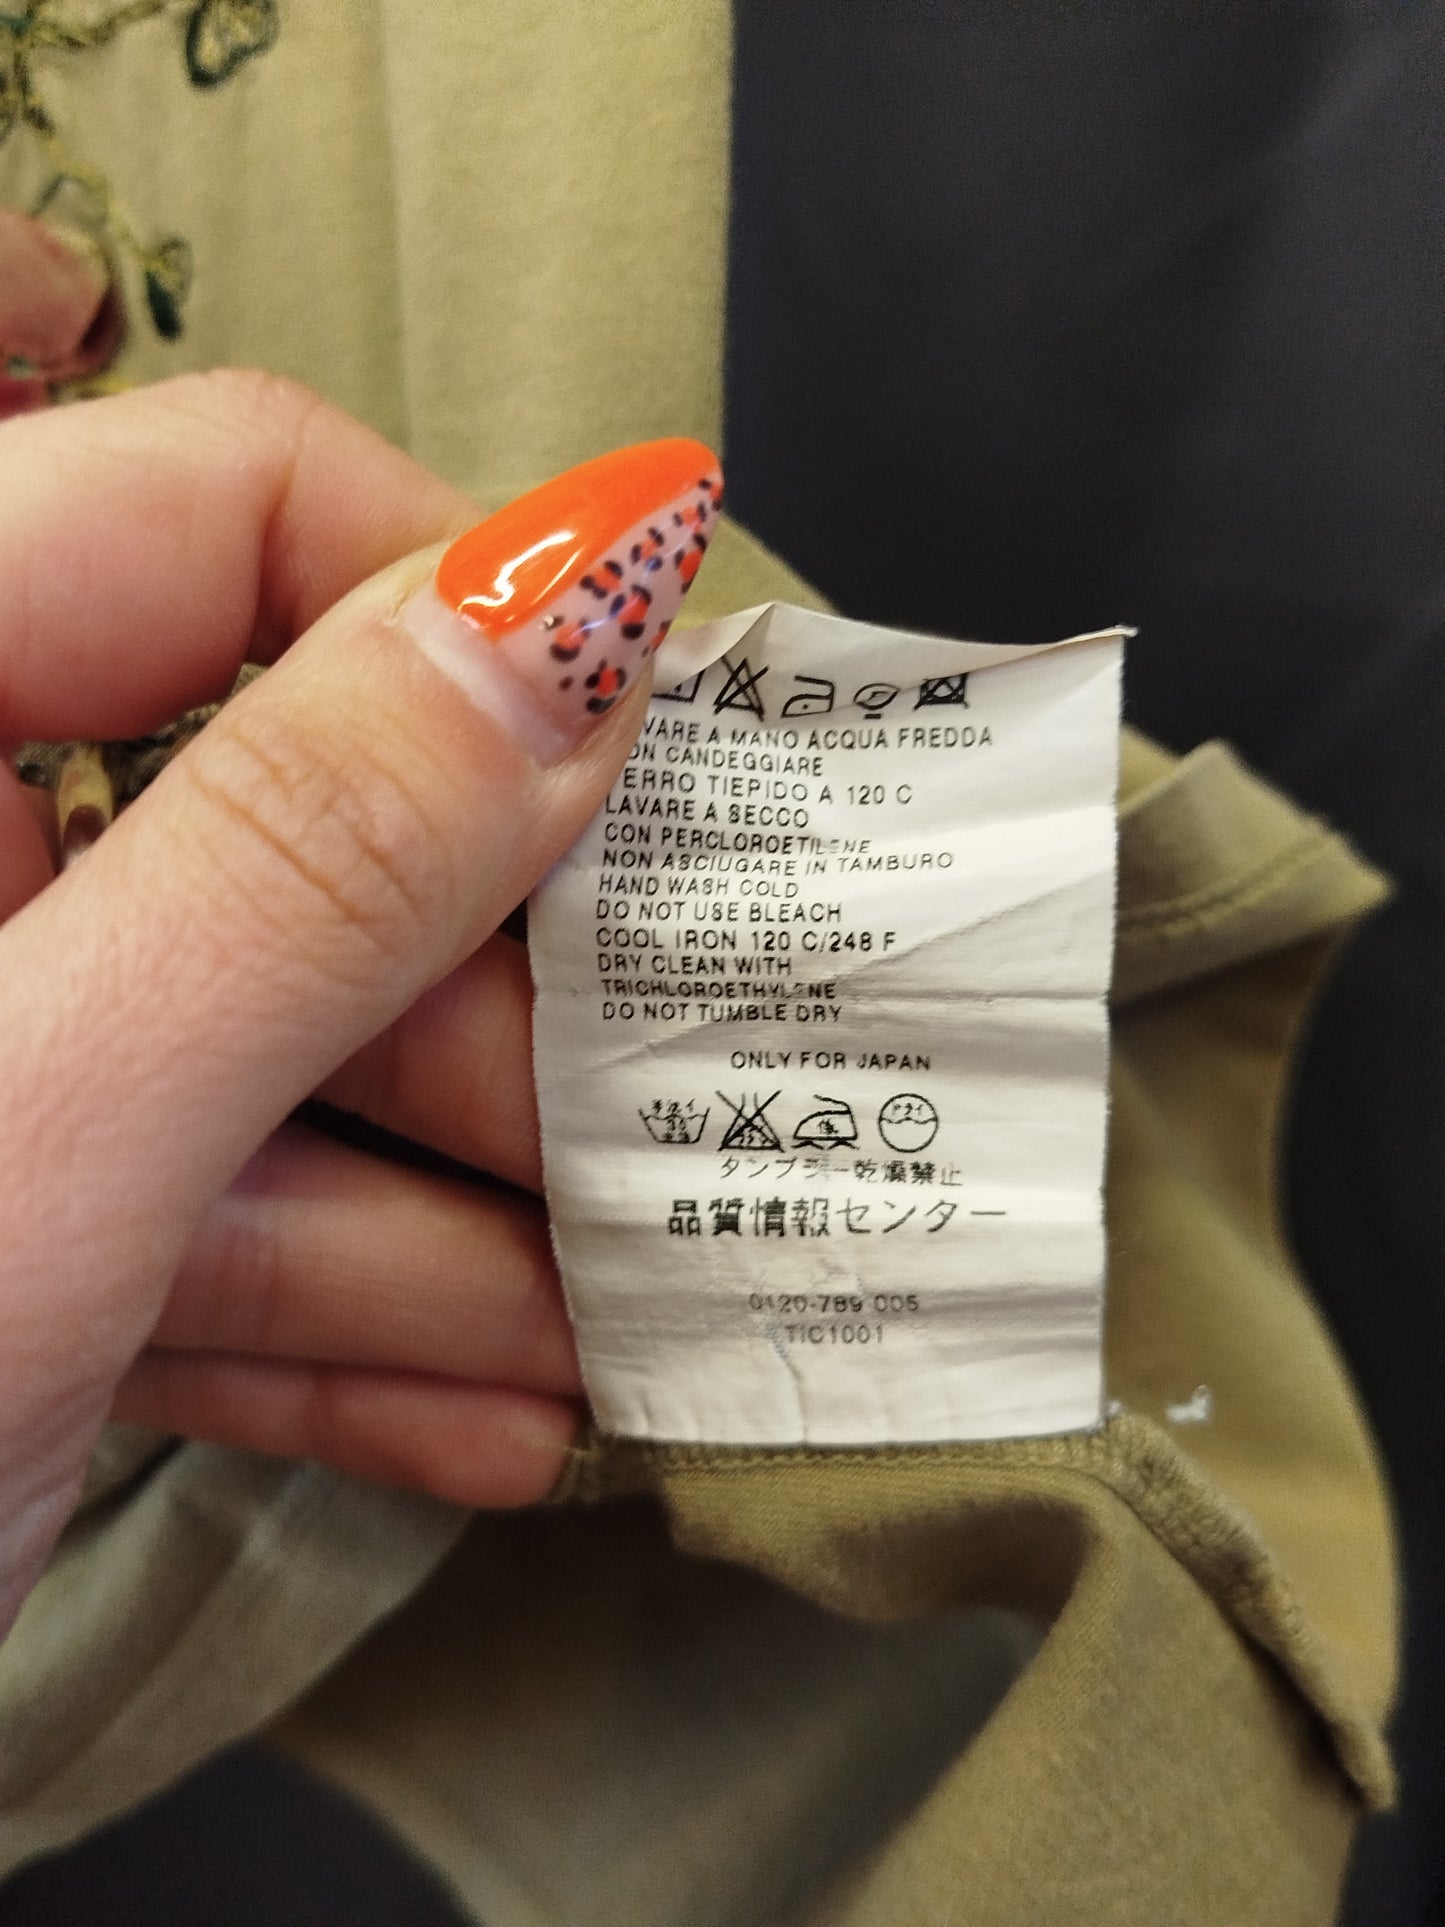 A MANO ACQUA FREDDA
CANDEGGIARE
TIEPIDO A 120 C
LAVARE A SECCO
CON PERCLOROETILENE
NON ASCIUGARE IN TAMBURO
HAND WASH COLD
DO NOT USE BLEACH
COOL IRON 120 C/248 F
DRY CLEAN WITH
TRICHLOROETHYLENE
DO NOT TUMBLE DRY
ONLY FOR JAPAN
タンブラー乾燥禁止
品質情報センター
0120-789 005
TIC1001